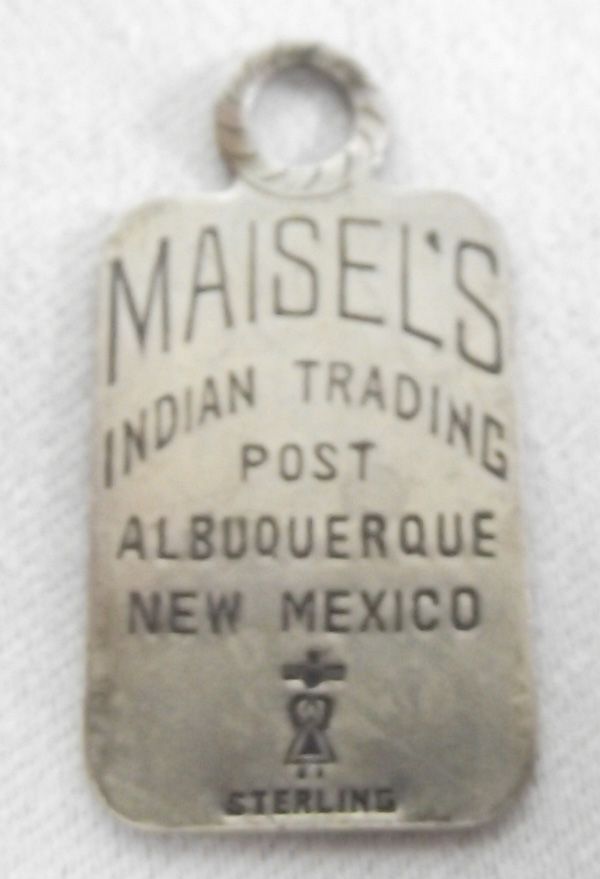 MAISEL'S
INDIAN TRADING
POST
ALBUQUERQUE
NEW MEXICO
STERLING